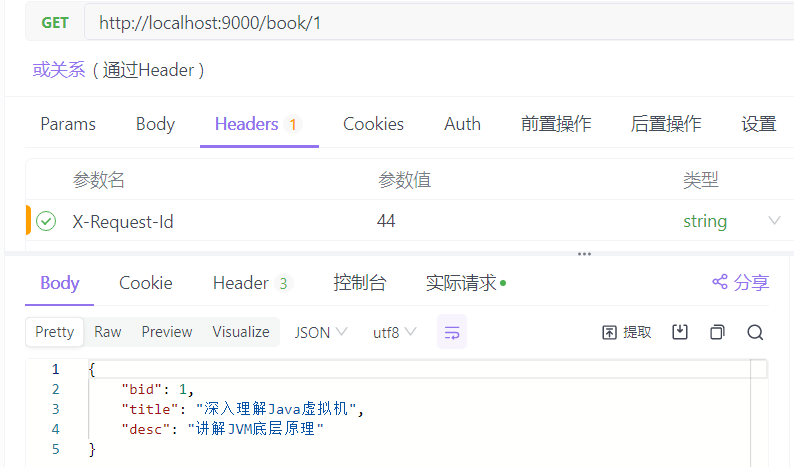 GET http://localhost:9000/book/1
或关系 ( 通过Header )
Params Body Headers 1 Cookies Auth 前置操作 后置操作 设置
参数名 参数值 类型
X-Request-Id 44 string
Body Cookie Header 3 控制台 实际请求 分享
Pretty Raw Preview Visualize JSON utf8 提取
1 {
2 "bid": 1,
3 "title": "深入理解Java虚拟机",
4 "desc": "讲解JVM底层原理"
5 }